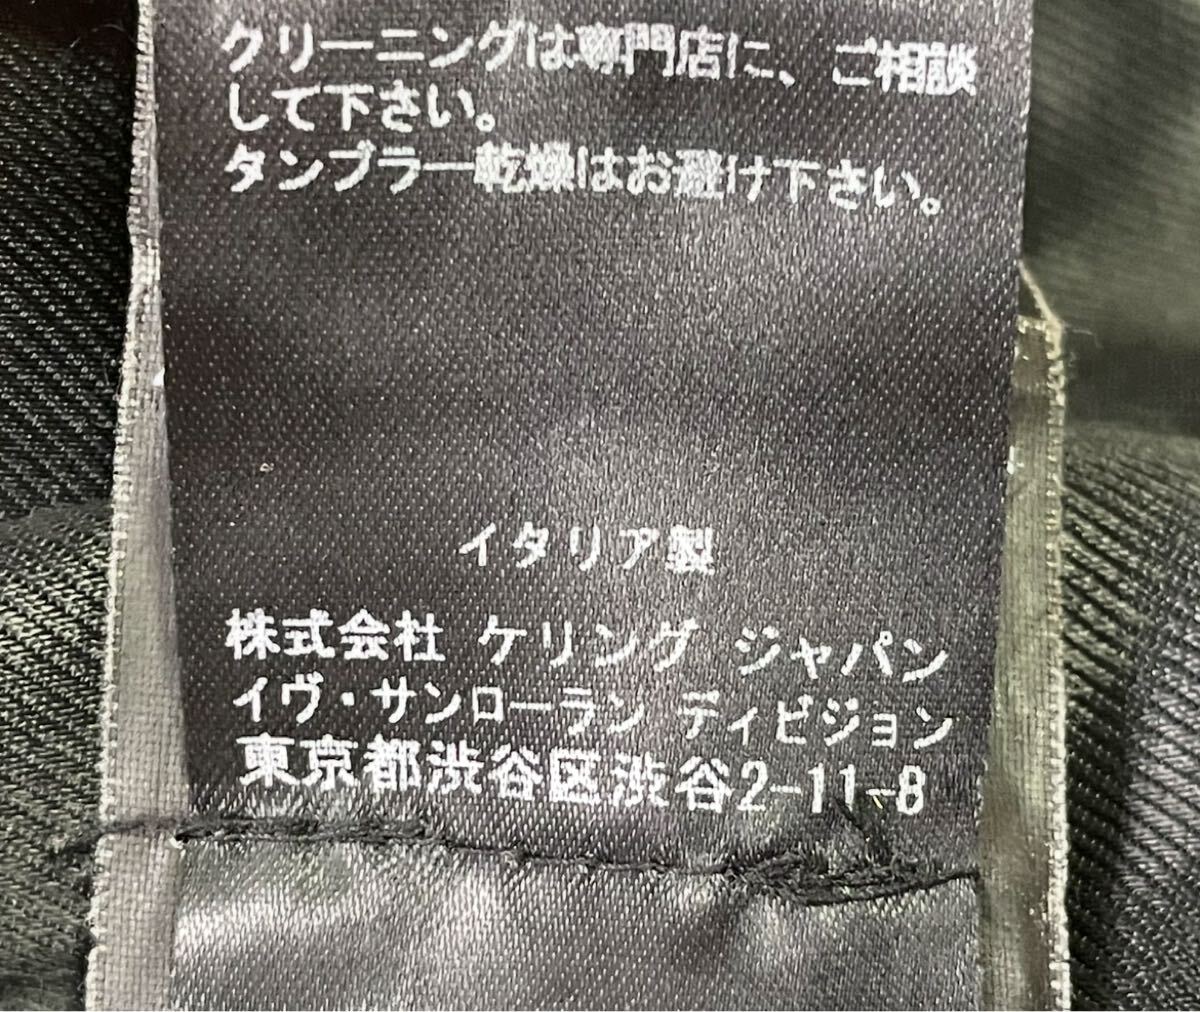 クリーニングは専門店に、ご相談
して下さい。
タンブラー乾燥はお避け下さい。
イタリア製
株式会社 ケリング ジャパン
イヴ・サンローラン ディビジョン
東京都渋谷区渋谷2-11-8